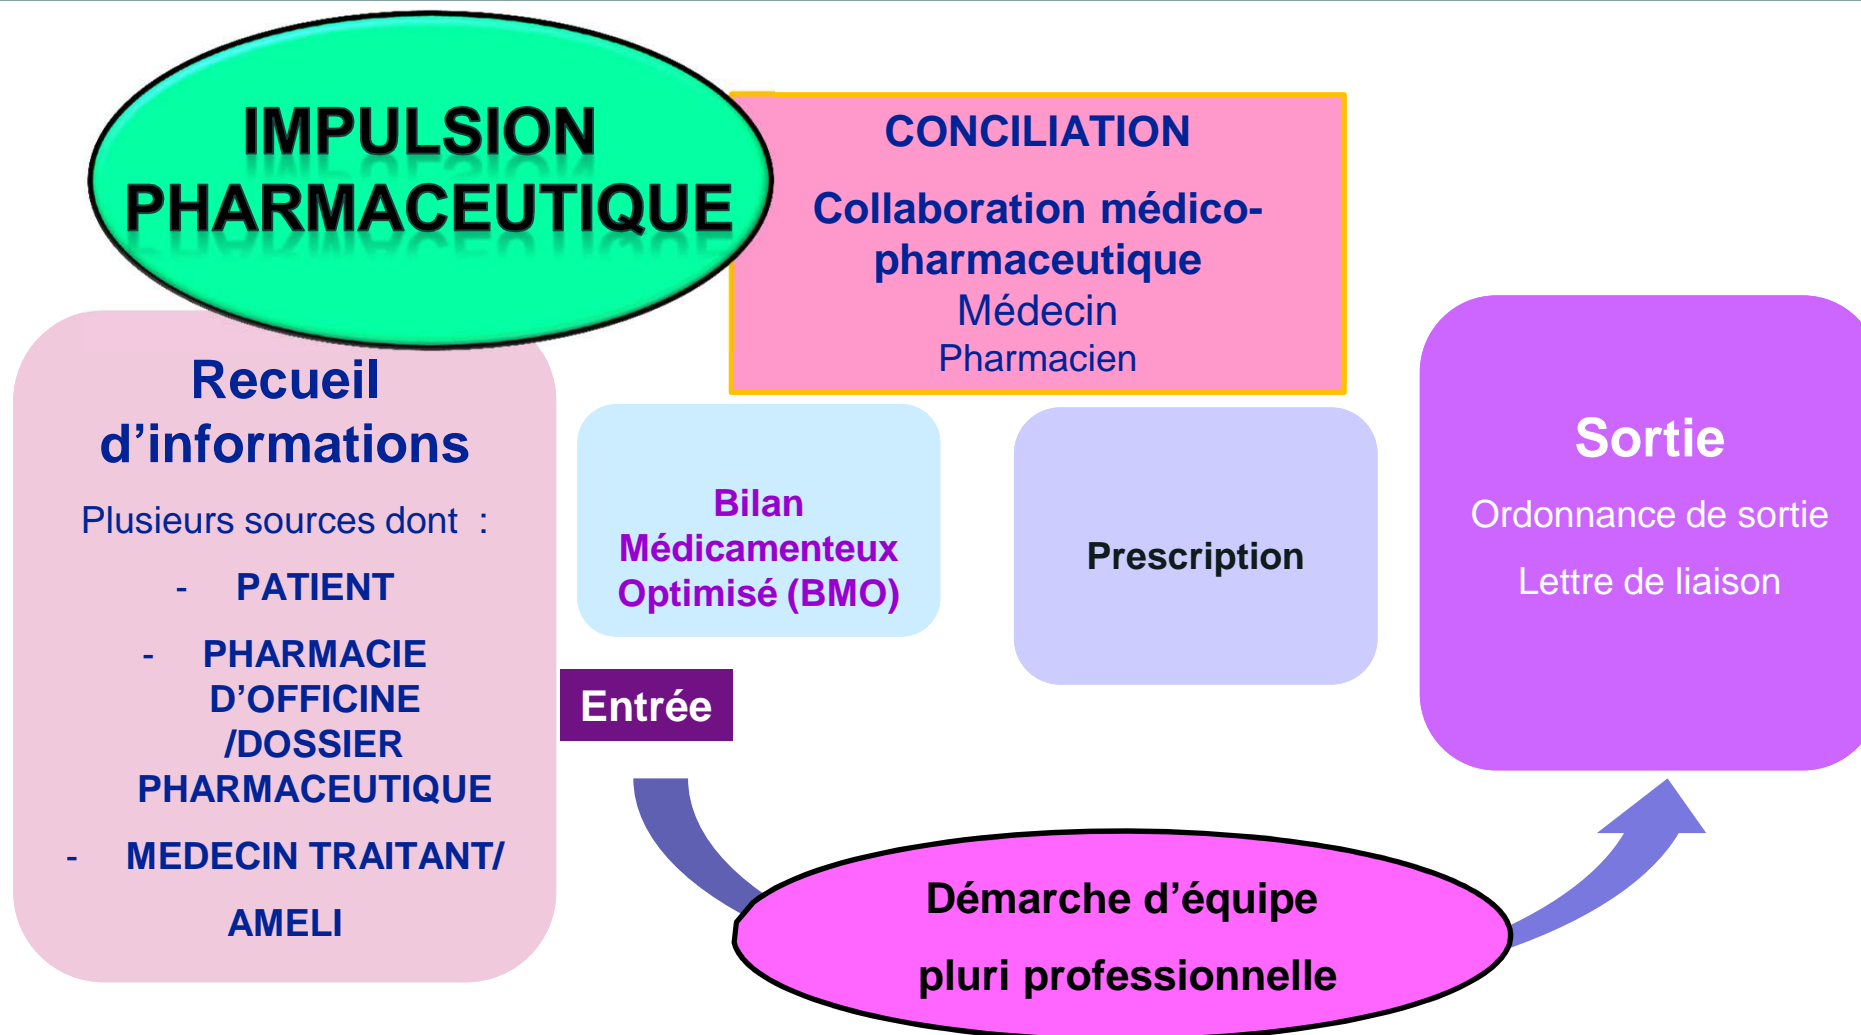 IMPULSION
PHARMACEUTIQUE
CONCILIATION
Collaboration médico-
pharmaceutique
Médecin
Pharmacien
Recueil
d’informations
Plusieurs sources dont :
- PATIENT
- PHARMACIE
D’OFFICINE
/DOSSIER
PHARMACEUTIQUE
- MEDECIN TRAITANT/
AMELI
Bilan
Médicamenteux
Optimisé (BMO)
Prescription
Sortie
Ordonnance de sortie
Lettre de liaison
Entrée
Démarche d’équipe
pluri professionnelle